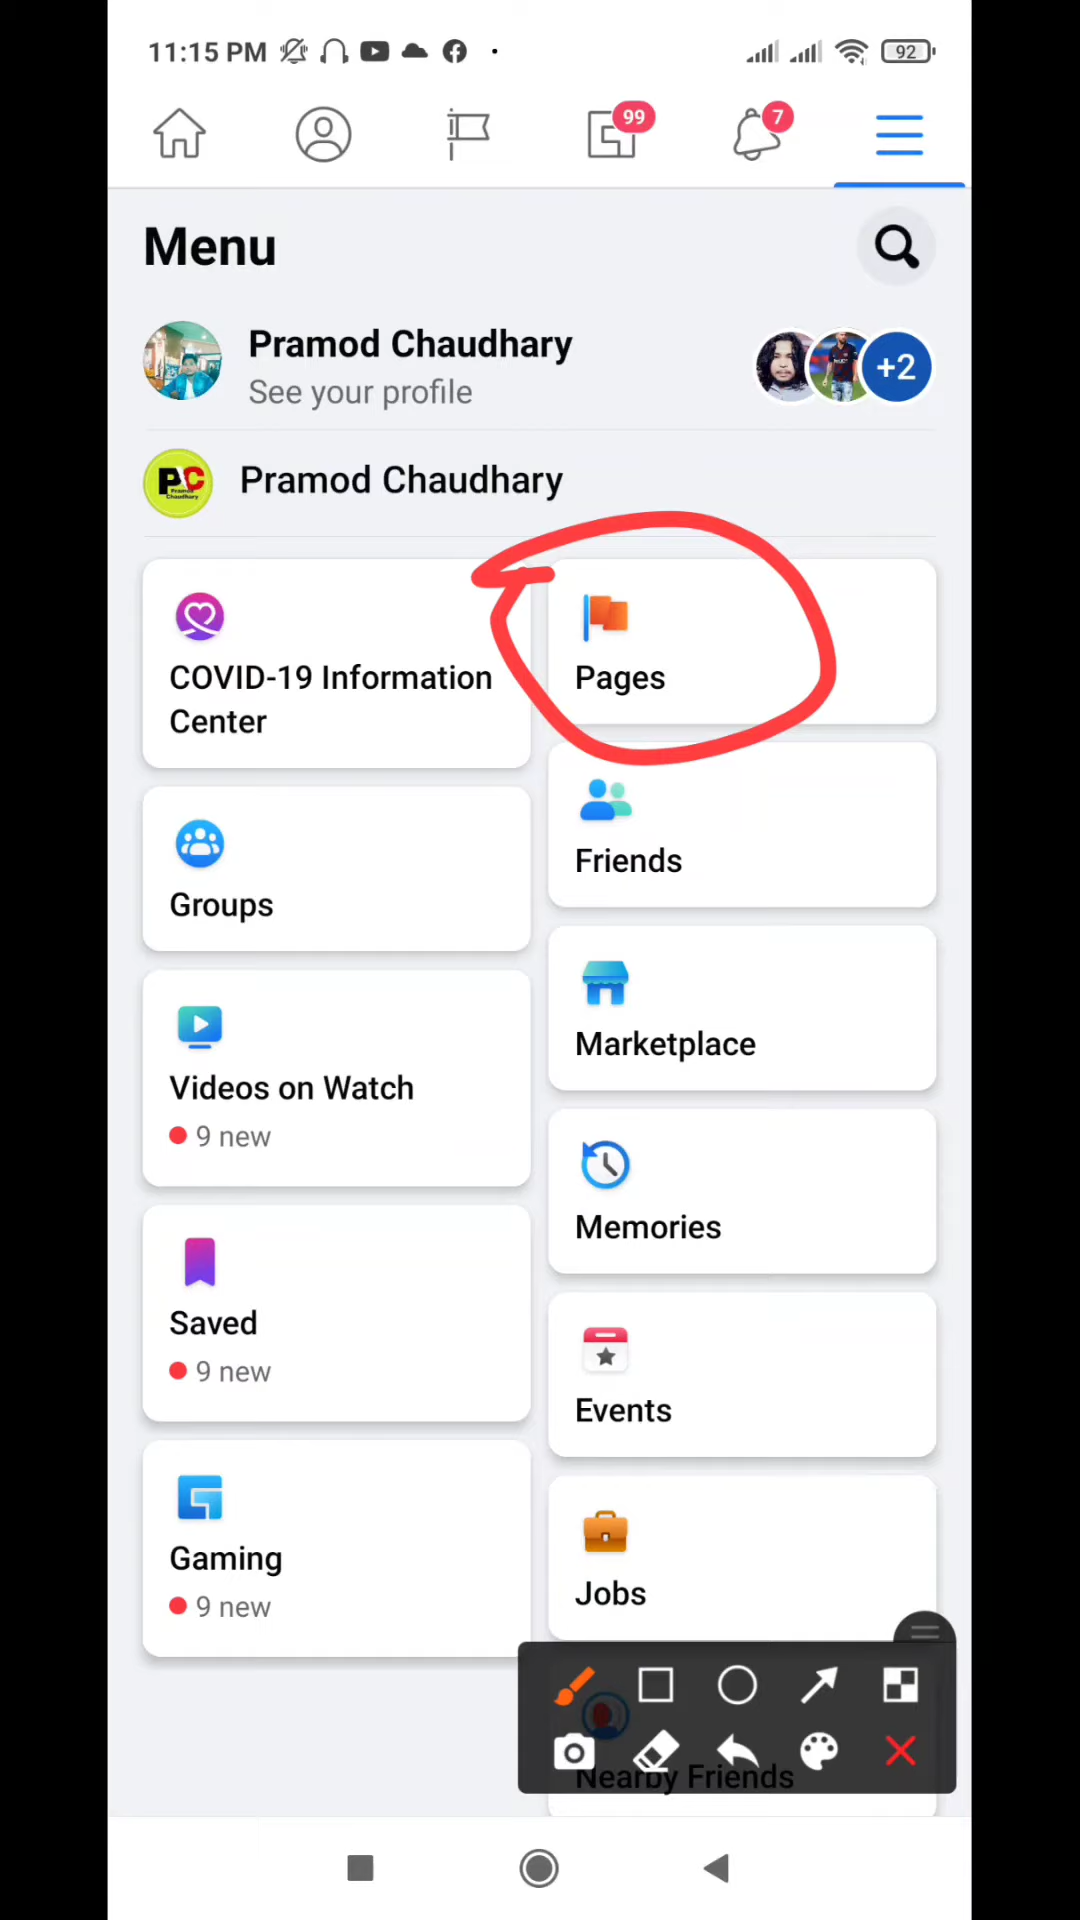 11:15 PM
92
99
7
Menu
Pramod Chaudhary
See your profile
+2
PC
Pramod
Chaudhary
Pramod Chaudhary
COVID-19 Information
Center
Pages
Groups
Friends
Videos on Watch
9 new
Marketplace
Saved
9 new
Memories
Gaming
9 new
Events
Jobs
Nearby Friends